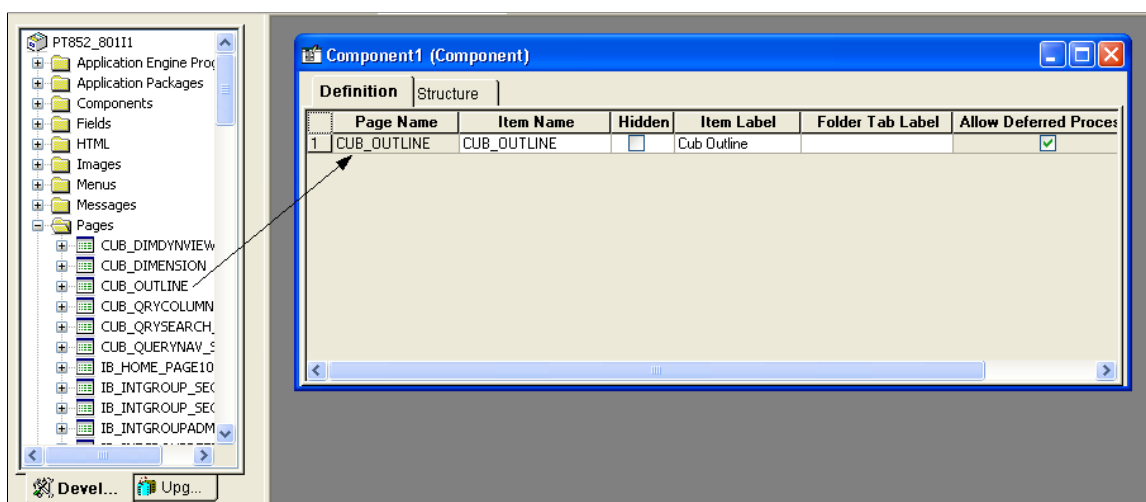 PT852_801I1
Application Engine Prog
Application Packages
Components
Fields
HTML
Images
Menus
Messages
Pages
CUB_DIMDYNVIEW
CUB_DIMENSION
CUB_OUTLINE
CUB_QRYCOLUMN
CUB_QRYSEARCH_
CUB_QUERYNAV_S
IB_HOME_PAGE10
IB_INTGROUP_SEC
IB_INTGROUP_SEC
IB_INTGROUPADM
Devel...
Upg...
Component1 (Component)
Definition Structure
Page Name Item Name Hidden Item Label Folder Tab Label Allow Deferred Proces
1 CUB_OUTLINE CUB_OUTLINE Cub Outline